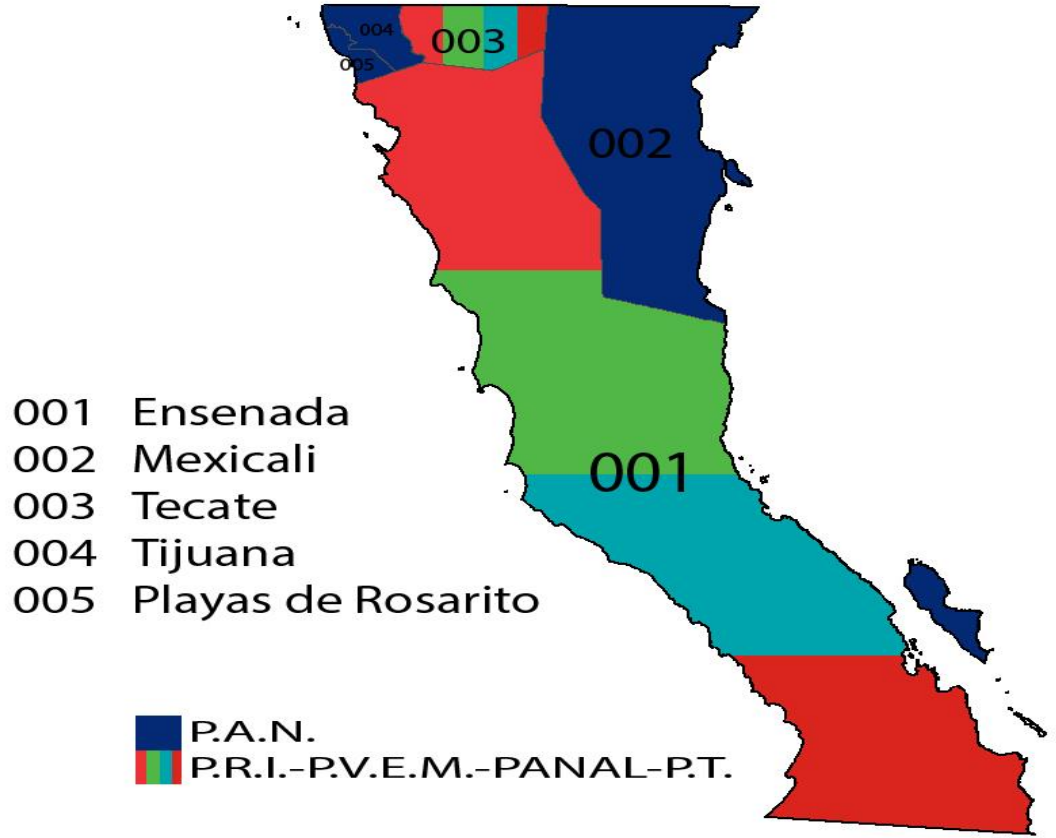 004
003
005
002
001
001 Ensenada
002 Mexicali
003 Tecate
004 Tijuana
005 Playas de Rosarito
P.A.N.
P.R.I.-P.V.E.M.-PANAL-P.T.